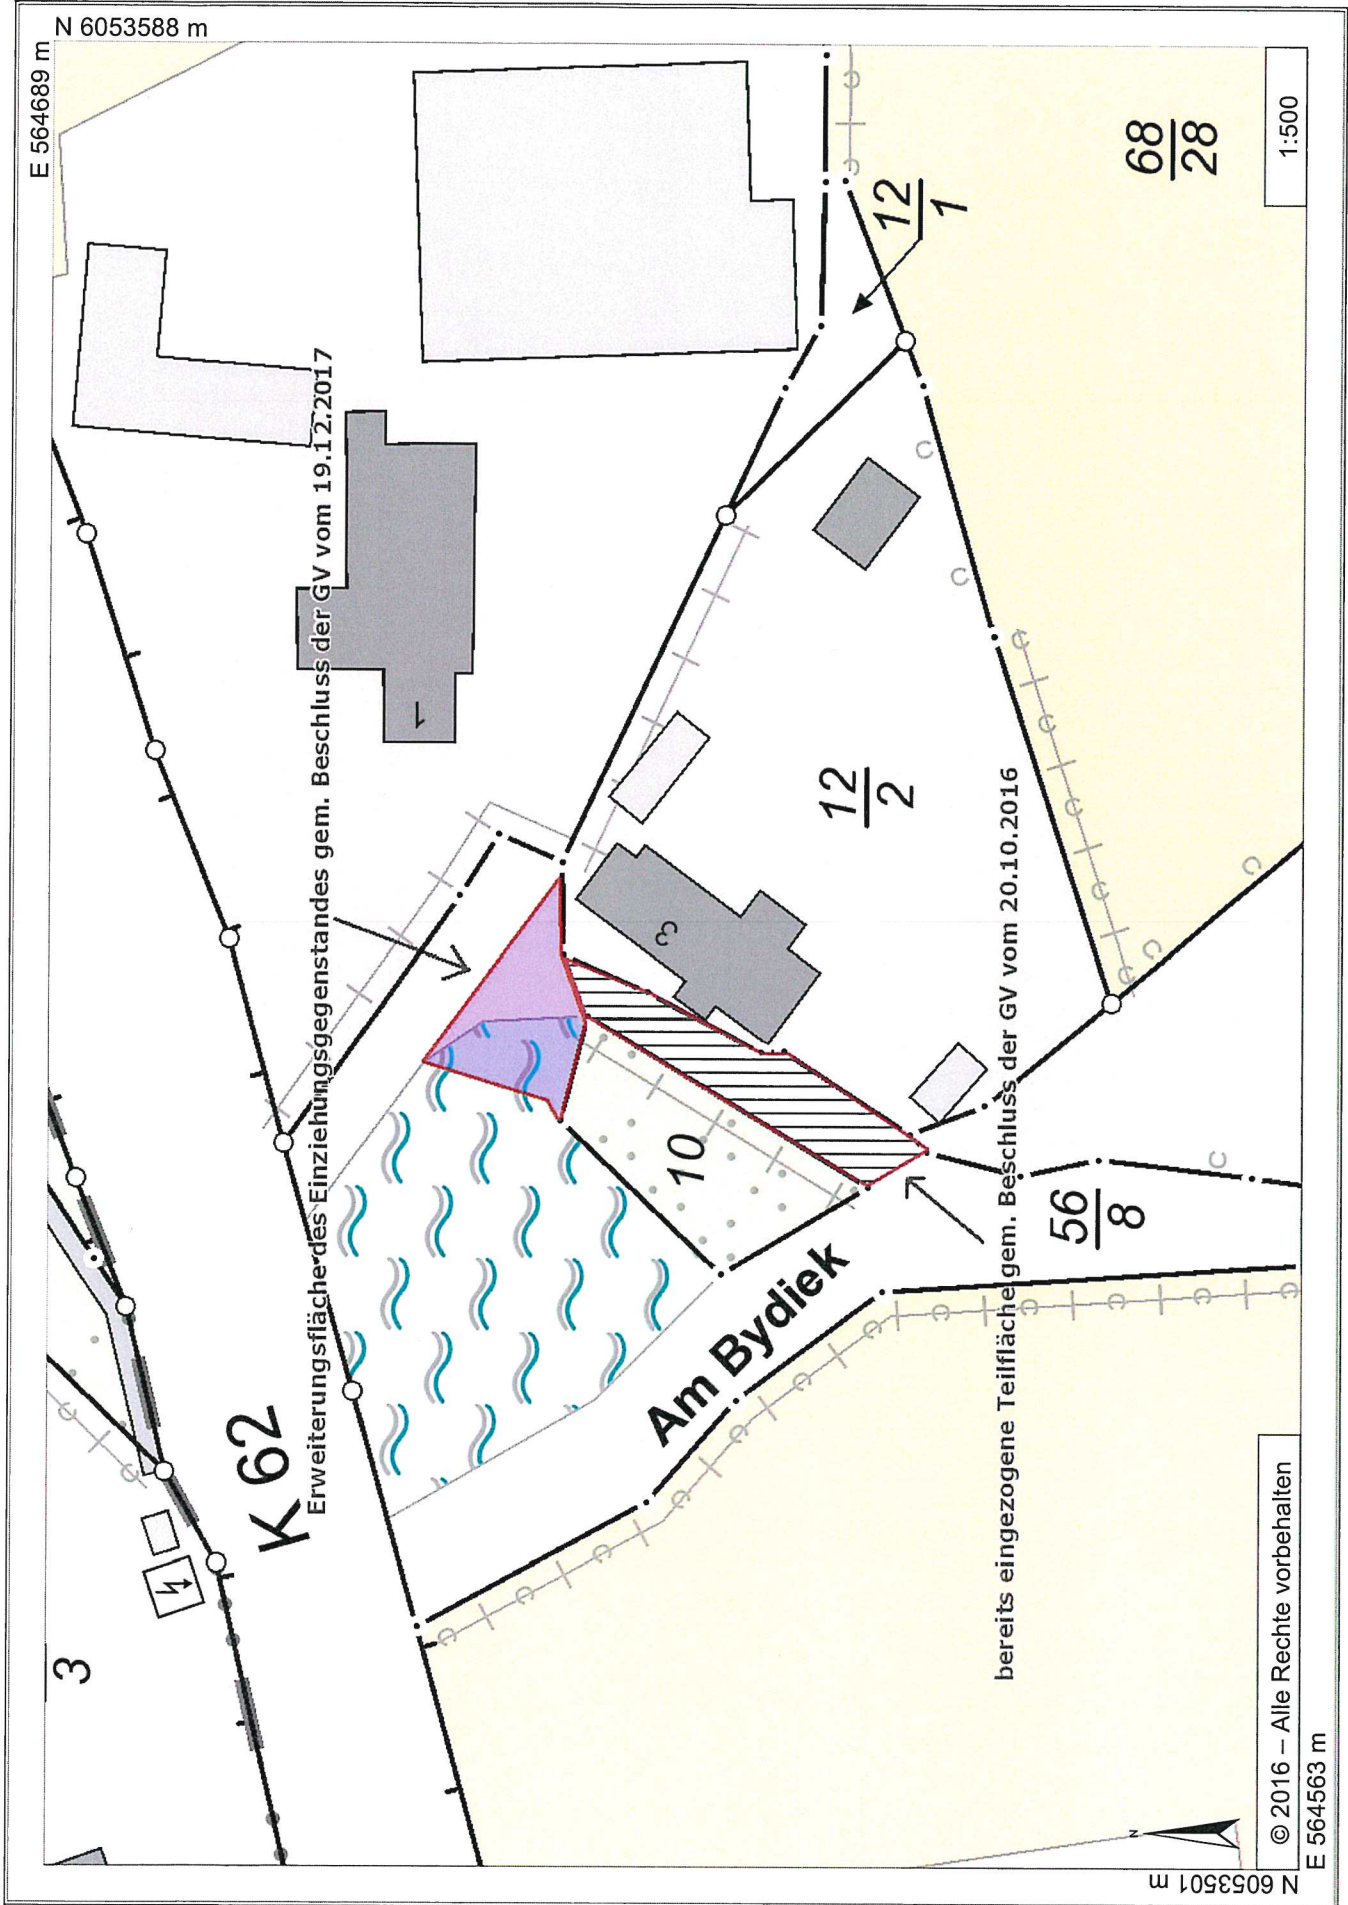 N 6053588 m
E 564689 m
3
K 62
Erweiterungsfläche des Einziehungsgegenstandes gem. Beschluss der GV vom 19.12.2017
1
3
10
12
2
12
1
68
28
Am Bydiek
56
8
bereits eingezogene Teilfläche gem. Beschluss der GV vom 20.10.2016
1:500
N
© 2016 – Alle Rechte vorbehalten
E 564563 m
N 6053501 m